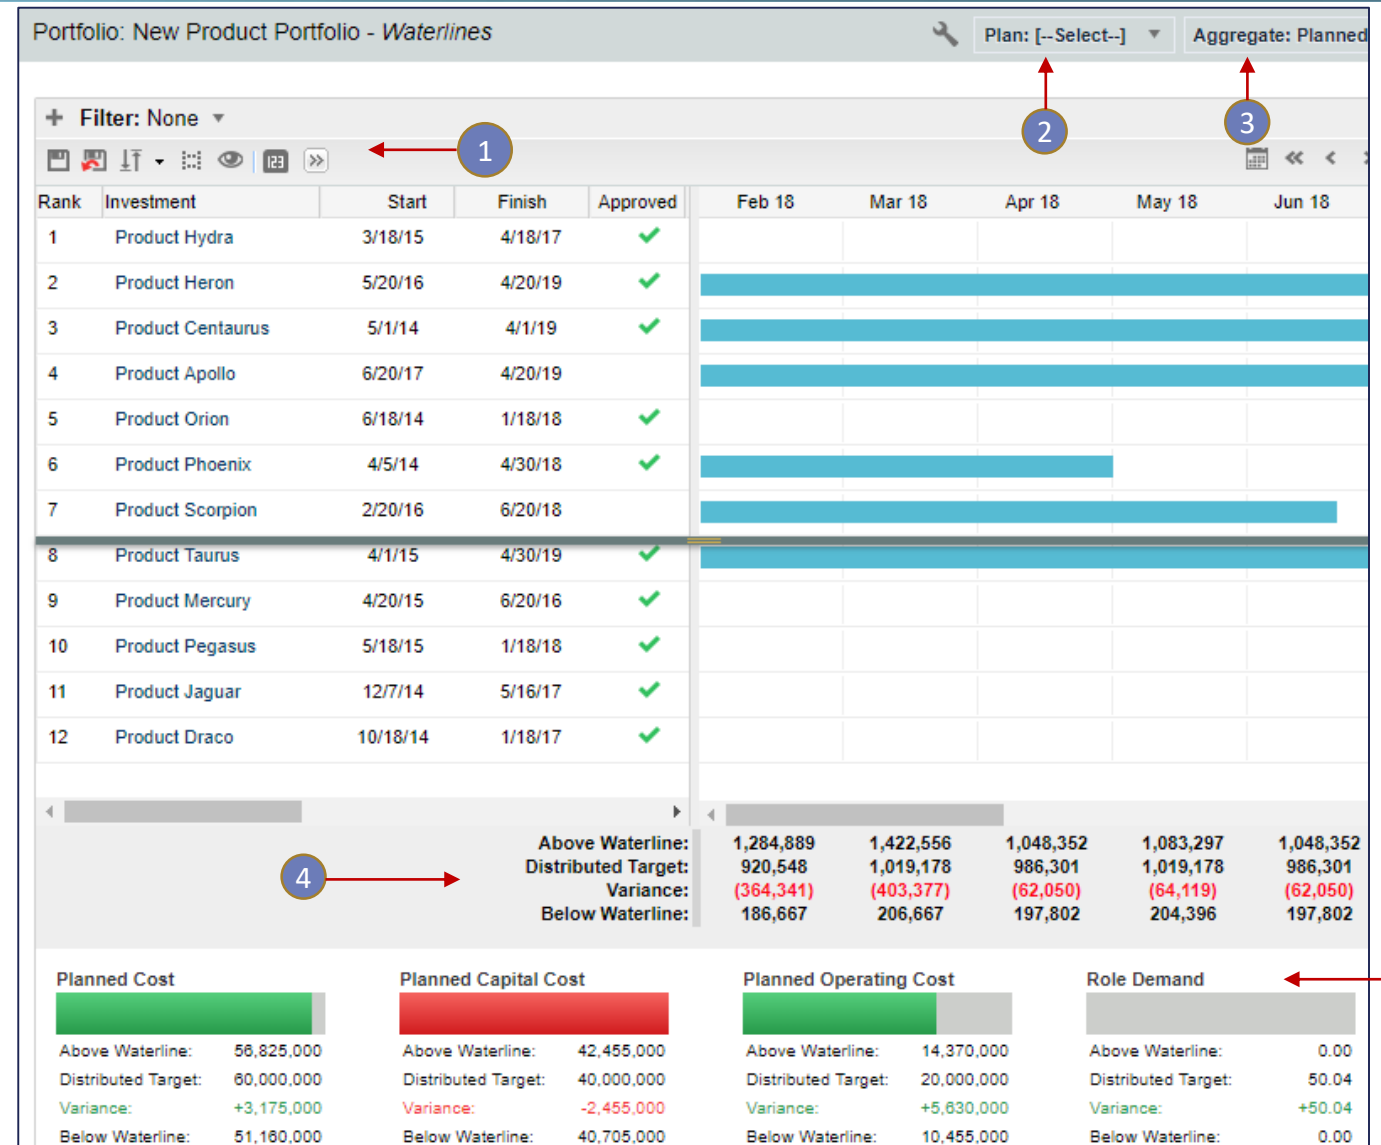 Portfolio: New Product Portfolio - Waterlines
Plan: [--Select--]
Aggregate: Planned
2
3
+ Filter: None
1
123
Rank Investment Start Finish Approved Feb 18 Mar 18 Apr 18 May 18 Jun 18
1 Product Hydra 3/18/15 4/18/17
2 Product Heron 5/20/16 4/20/19
3 Product Centaurus 5/1/14 4/1/19
4 Product Apollo 6/20/17 4/20/19
5 Product Orion 6/18/14 1/18/18
6 Product Phoenix 4/5/14 4/30/18
7 Product Scorpion 2/20/16 6/20/18
8 Product Taurus 4/1/15 4/30/19
9 Product Mercury 4/20/15 6/20/16
10 Product Pegasus 5/18/15 1/18/18
11 Product Jaguar 12/7/14 5/16/17
12 Product Draco 10/18/14 1/18/17
4
Above Waterline: 1,284,889 1,422,556 1,048,352 1,083,297 1,048,352
Distributed Target: 920,548 1,019,178 986,301 1,019,178 986,301
Variance: (364,341) (403,377) (62,050) (64,119) (62,050)
Below Waterline: 186,667 206,667 197,802 204,396 197,802
Planned Cost Planned Capital Cost Planned Operating Cost Role Demand
Above Waterline: 56,825,000 Above Waterline: 42,455,000 Above Waterline: 14,370,000 Above Waterline: 0.00
Distributed Target: 60,000,000 Distributed Target: 40,000,000 Distributed Target: 20,000,000 Distributed Target: 50.04
Variance: +3,175,000 Variance: -2,455,000 Variance: +5,630,000 Variance: +50.04
Below Waterline: 51,160,000 Below Waterline: 40,705,000 Below Waterline: 10,455,000 Below Waterline: 0.00